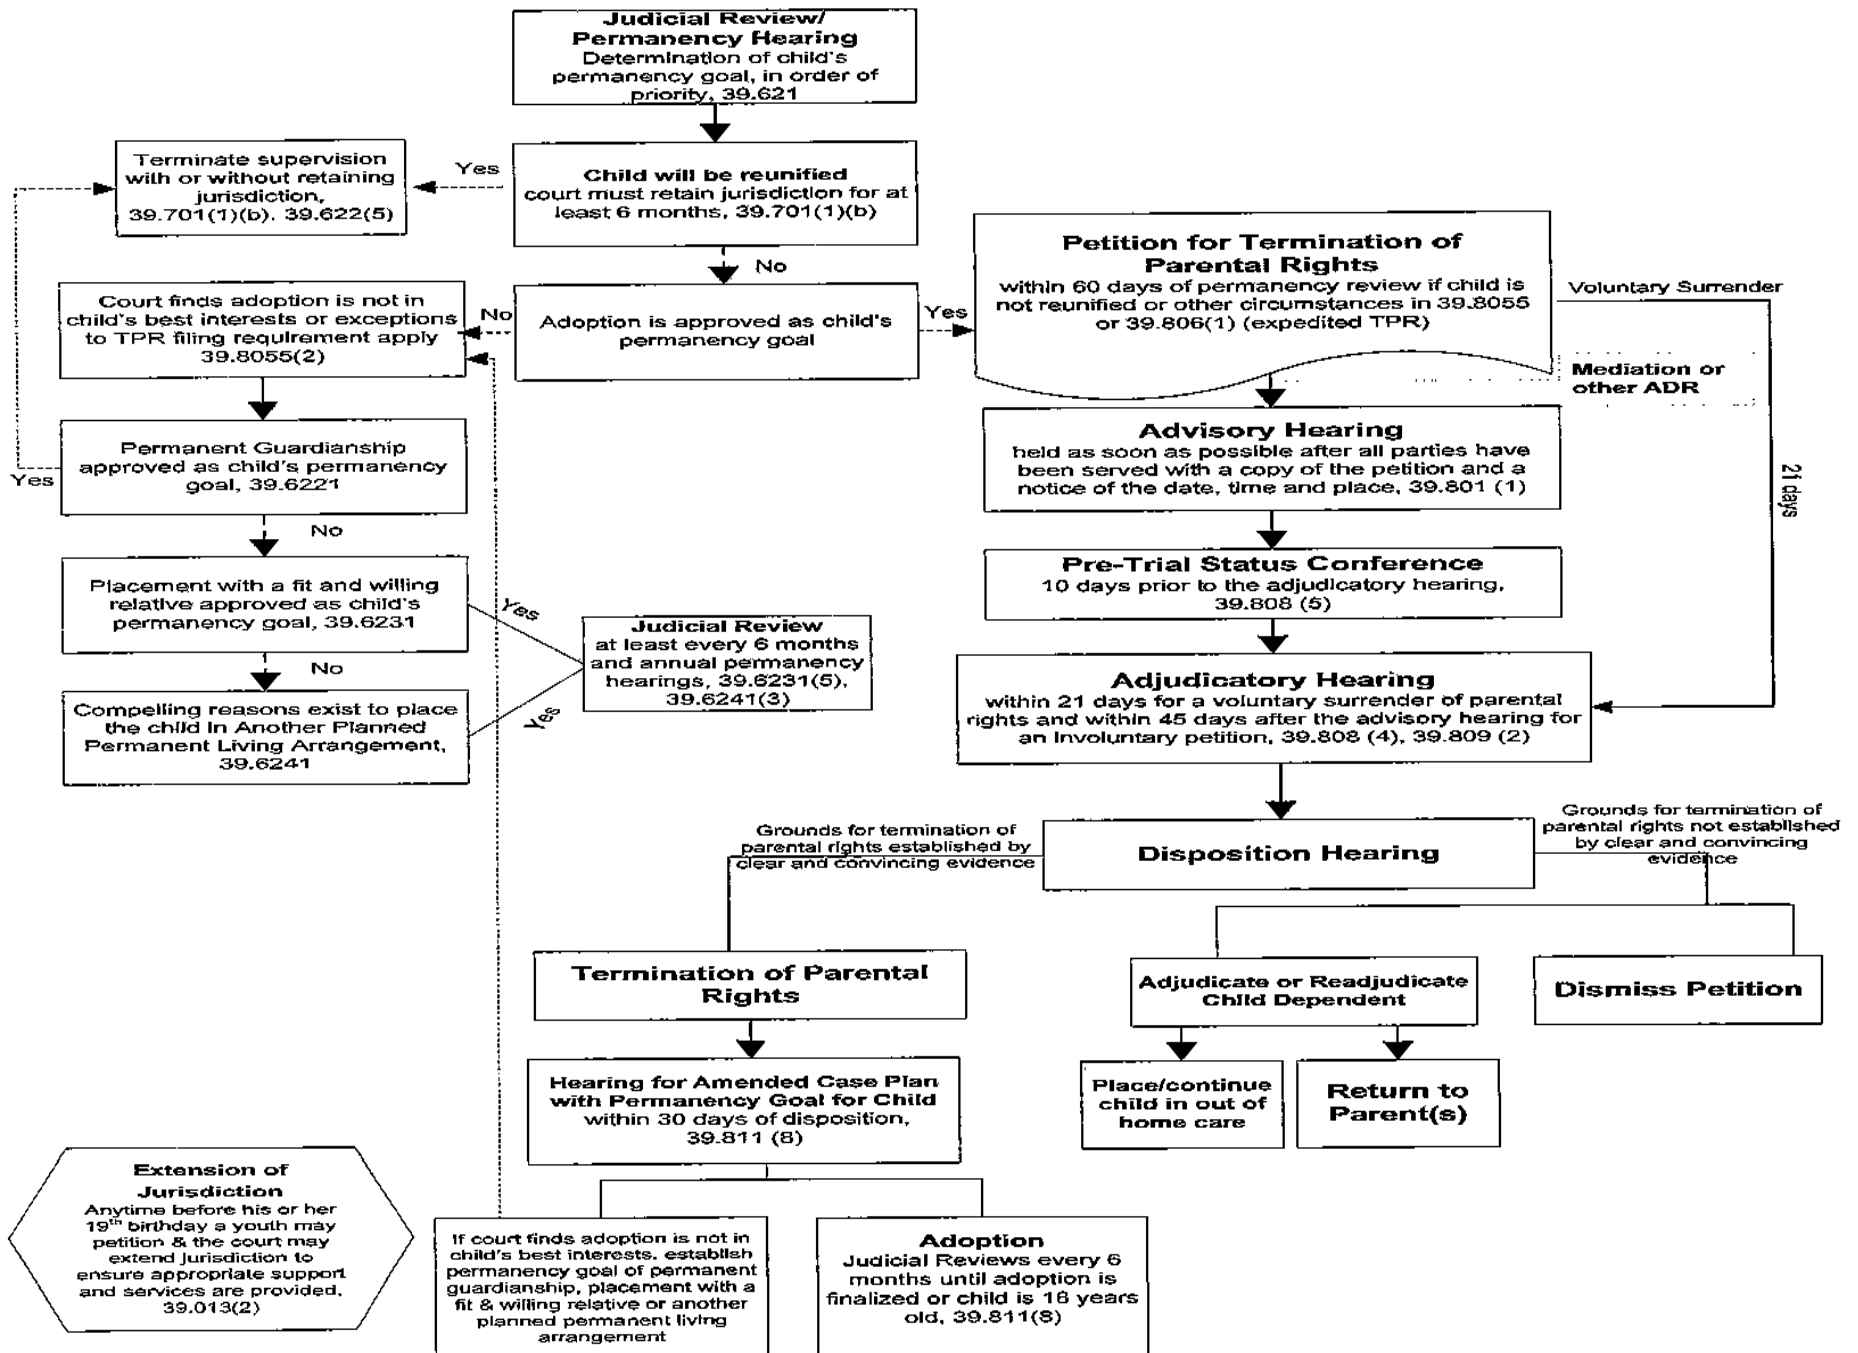 Judicial Review/
Permanency Hearing
Determination of child's
permanency goal, in order of
priority, 39.621
Terminate supervision
with or without retaining
jurisdiction,
39.701(1)(b). 39.622(5)
Yes
Child will be reunified
court must retain jurisdiction for at
least 6 months, 39.701(1)(b)
No
Court finds adoption is not in
child's best interests or exceptions
to TPR filing requirement apply
39.8055(2)
No
Adoption is approved as child's
permanency goal
Yes
Petition for Termination of
Parental Rights
within 60 days of permanency review if child is
not reunified or other circumstances in 39.8055
or 39.806(1) (expedited TPR)
Voluntary Surrender
Mediation or
other ADR
21 days
Permanent Guardianship
approved as child's permanency
goal, 39.6221
Yes
No
Placement with a fit and willing
relative approved as child's
permanency goal, 39.6231
Yes
No
Compelling reasons exist to place
the child in Another Planned
Permanent Living Arrangement,
39.6241
Yes
Judicial Review
at least every 6 months
and annual permanency
hearings, 39.6231(5),
39.6241(3)
Advisory Hearing
held as soon as possible after all parties have
been served with a copy of the petition and a
notice of the date, time and place, 39.801 (1)
Pre-Trial Status Conference
10 days prior to the adjudicatory hearing,
39.808 (5)
Adjudicatory Hearing
within 21 days for a voluntary surrender of parental
rights and within 45 days after the advisory hearing for
an involuntary petition, 39.808 (4), 39.809 (2)
Grounds for termination of
parental rights established by
clear and convincing evidence
Disposition Hearing
Grounds for termination of
parental rights not established
by clear and convincing
evidence
Termination of Parental
Rights
Adjudicate or Readjudicate
Child Dependent
Dismiss Petition
Hearing for Amended Case Plan
with Permanency Goal for Child
within 30 days of disposition,
39.811 (8)
Place/continue
child in out of
home care
Return to
Parent(s)
Extension of
Jurisdiction
Anytime before his or her
19th birthday a youth may
petition & the court may
extend jurisdiction to
ensure appropriate support
and services are provided,
39.013(2)
If court finds adoption is not in
child's best interests, establish
permanency goal of permanent
guardianship, placement with a
fit & willing relative or another
planned permanent living
arrangement
Adoption
Judicial Reviews every 6
months until adoption is
finalized or child is 18 years
old, 39.811(8)